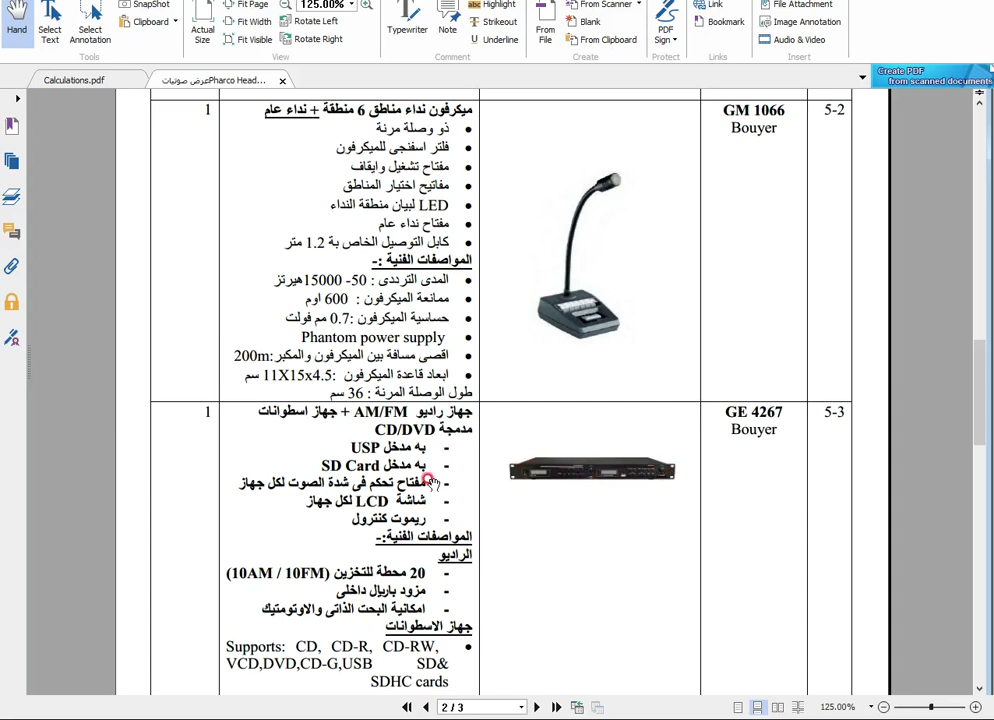 SnapShot
Clipboard
Hand
Select Text
Select Annotation
Tools
Actual Size
Fit Page
Fit Width
Fit Visible
125.00%
Rotate Left
Rotate Right
View
Typewriter
Note
Highlight
Strikeout
Underline
Comment
From File
From Scanner
Blank
From Clipboard
Create
PDF Sign
Protect
Link
Bookmark
Links
File Attachment
Image Annotation
Audio & Video
Insert
Calculations.pdf
عرض صوتياتPharco Head...
Create PDF
from scanned documents
5-2
GM 1066
Bouyer
ميكرفون نداء مناطق 6 منطقة + نداء عام
1
ذو وصلة مرنة
فلتر اسفنجى للميكرفون
مفتاح تشغيل وايقاف
مفاتيح اختيار المناطق
LED لبيان منطقة النداء
مفتاح نداء عام
كابل التوصيل الخاص بة 1.2 متر
المواصفات الفنية :-
المدى الترددى : 50- 15000هيرتز
ممانعة الميكرفون : 600 اوم
حساسية الميكرفون :0.7 مم فولت
Phantom power supply
اقصى مسافة بين الميكرفون والمكبر:200m
ابعاد قاعدة الميكرفون :11X15x4.5 سم
طول الوصلة المرنة : 36 سم
5-3
GE 4267
Bouyer
جهاز راديو AM/FM + جهاز اسطوانات
1
مدمجة CD/DVD
- به مدخل USP
- به مدخل SD Card
- مفتاح تحكم فى شدة الصوت لكل جهاز
- شاشة LCD لكل جهاز
- ريموت كنترول
المواصفات الفنية:-
الراديو
- 20 محطة للتخزين (10AM / 10FM)
- مزود باريال داخلى
- امكانية البحت الذاتى والاوتومتيك
جهاز الاسطوانات
Supports: CD, CD-R, CD-RW,
VCD,DVD,CD-G,USB SD&
SDHC cards
2 / 3
125.00%